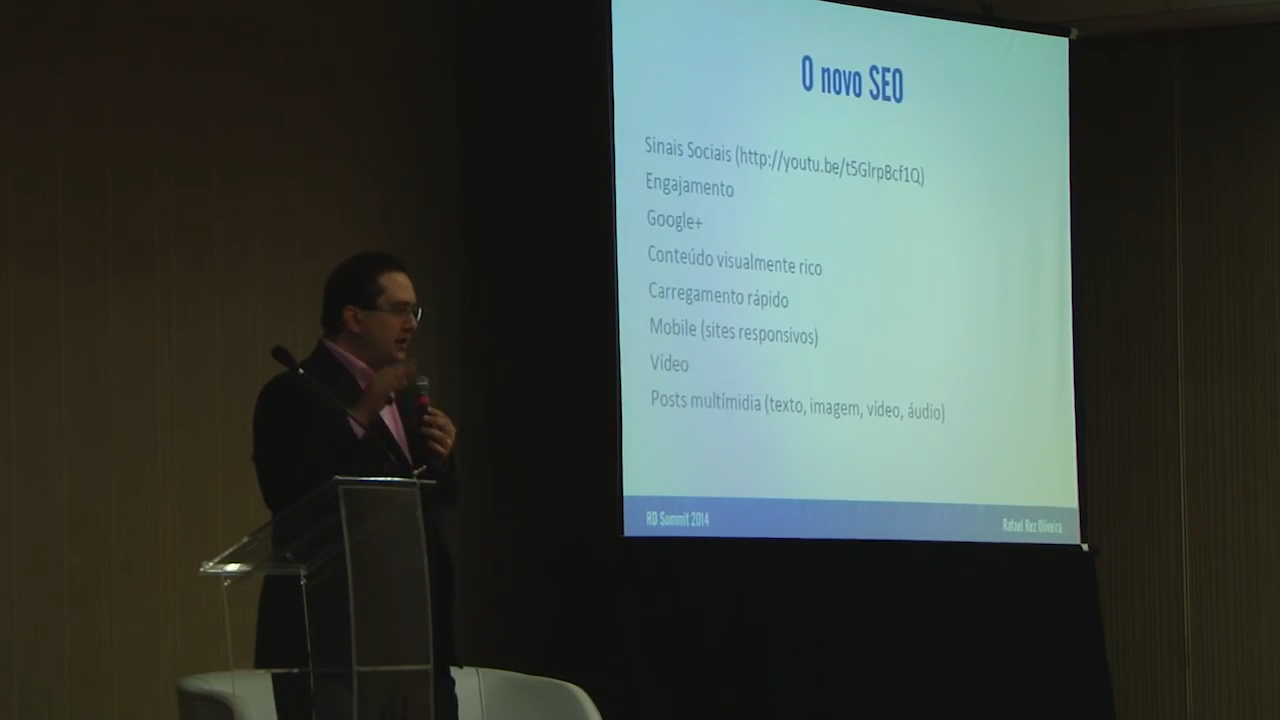 O novo SEO
Sinais Sociais (http://youtu.be/t5GlrpBcf1Q)
Engajamento
Google+
Conteúdo visualmente rico
Carregamento rápido
Mobile (sites responsivos)
Vídeo
Posts multímidia (texto, imagem, vídeo, áudio)
RD Summit 2014
Rafael Rez Oliveira